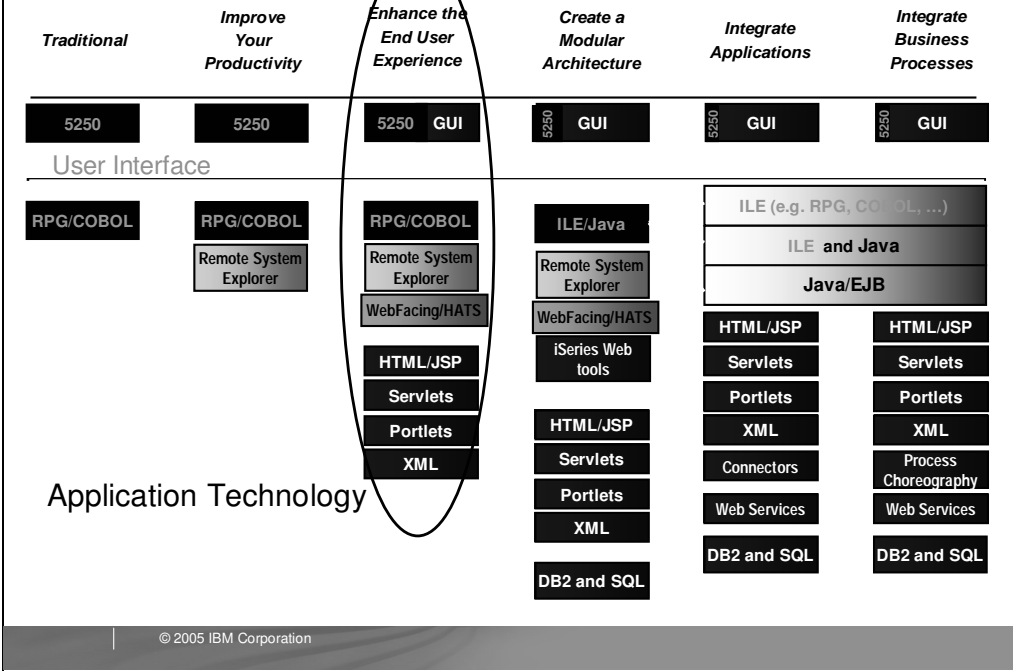 Traditional
Improve
Your
Productivity
Enhance the
End User
Experience
Create a
Modular
Architecture
Integrate
Applications
Integrate
Business
Processes
5250
5250
5250 GUI
5250 GUI
5250 GUI
5250 GUI
User Interface
RPG/COBOL
RPG/COBOL
Remote System
Explorer
RPG/COBOL
Remote System
Explorer
WebFacing/HATS
HTML/JSP
Servlets
Portlets
XML
ILE/Java
Remote System
Explorer
WebFacing/HATS
iSeries Web
tools
HTML/JSP
Servlets
Portlets
XML
DB2 and SQL
ILE (e.g. RPG, COBOL, ...)
ILE and Java
Java/EJB
HTML/JSP
Servlets
Portlets
XML
Connectors
Web Services
DB2 and SQL
HTML/JSP
Servlets
Portlets
XML
Process
Choreography
Web Services
DB2 and SQL
Application Technology
© 2005 IBM Corporation